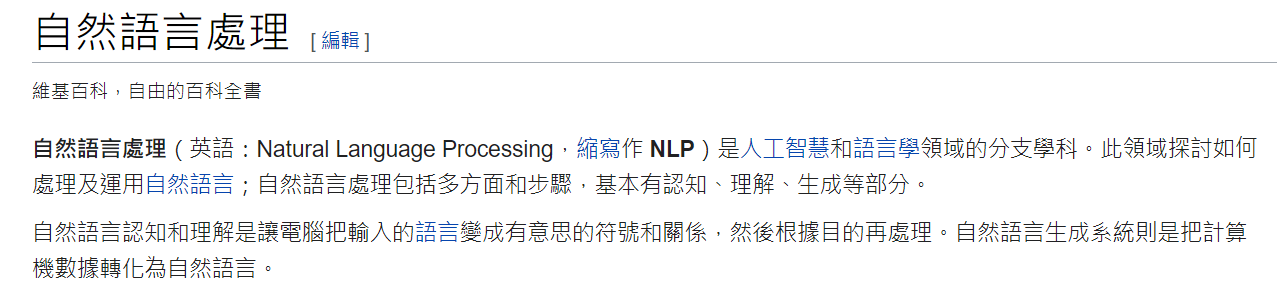 自然語言處理 [編輯]
維基百科，自由的百科全書
自然語言處理（英語：Natural Language Processing，縮寫作 NLP）是人工智慧和語言學領域的分支學科。此領域探討如何
處理及運用自然語言；自然語言處理包括多方面和步驟，基本有認知、理解、生成等部分。
自然語言認知和理解是讓電腦把輸入的語言變成有意思的符號和關係，然後根據目的再處理。自然語言生成系統則是把計算
機數據轉化為自然語言。